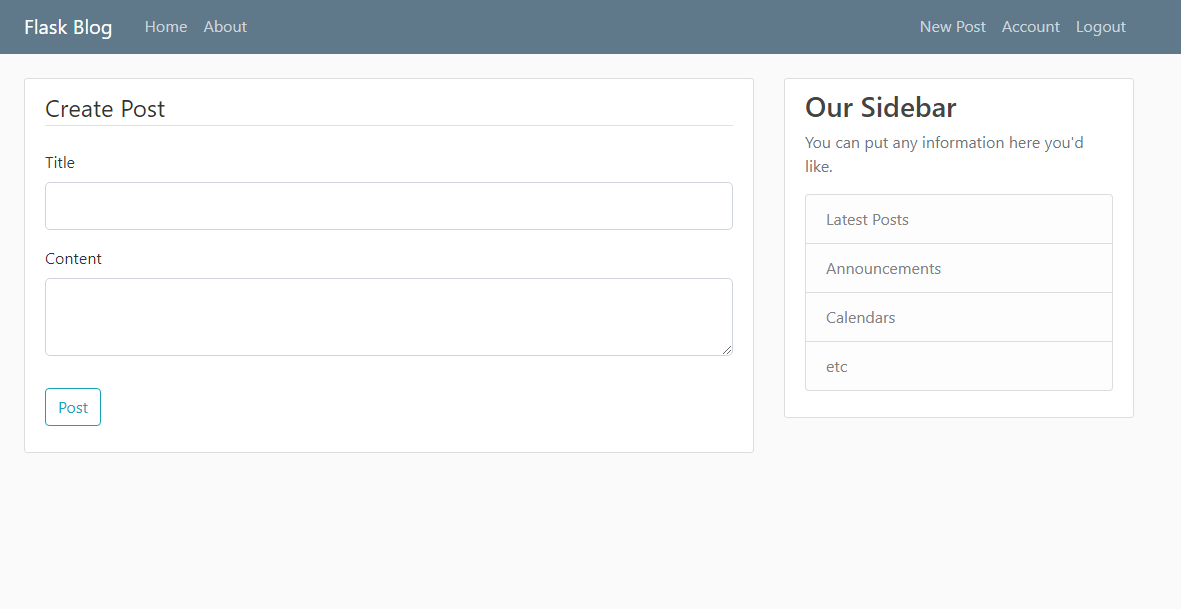 Flask Blog Home About New Post Account Logout
Create Post
Title
Content
Post
Our Sidebar
You can put any information here you'd
like.
Latest Posts
Announcements
Calendars
etc